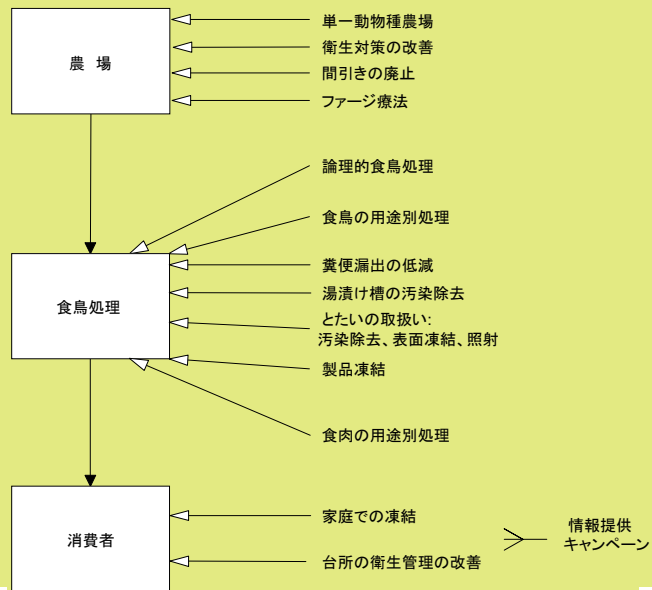 農 場
単一動物種農場
衛生対策の改善
間引きの廃止
ファージ療法
論理的食鳥処理
食鳥の用途別処理
食鳥処理
糞便漏出の低減
湯漬け槽の汚染除去
とたいの取扱い:
汚染除去、表面凍結、照射
製品凍結
食肉の用途別処理
消費者
家庭での凍結
台所の衛生管理の改善
情報提供
キャンペーン